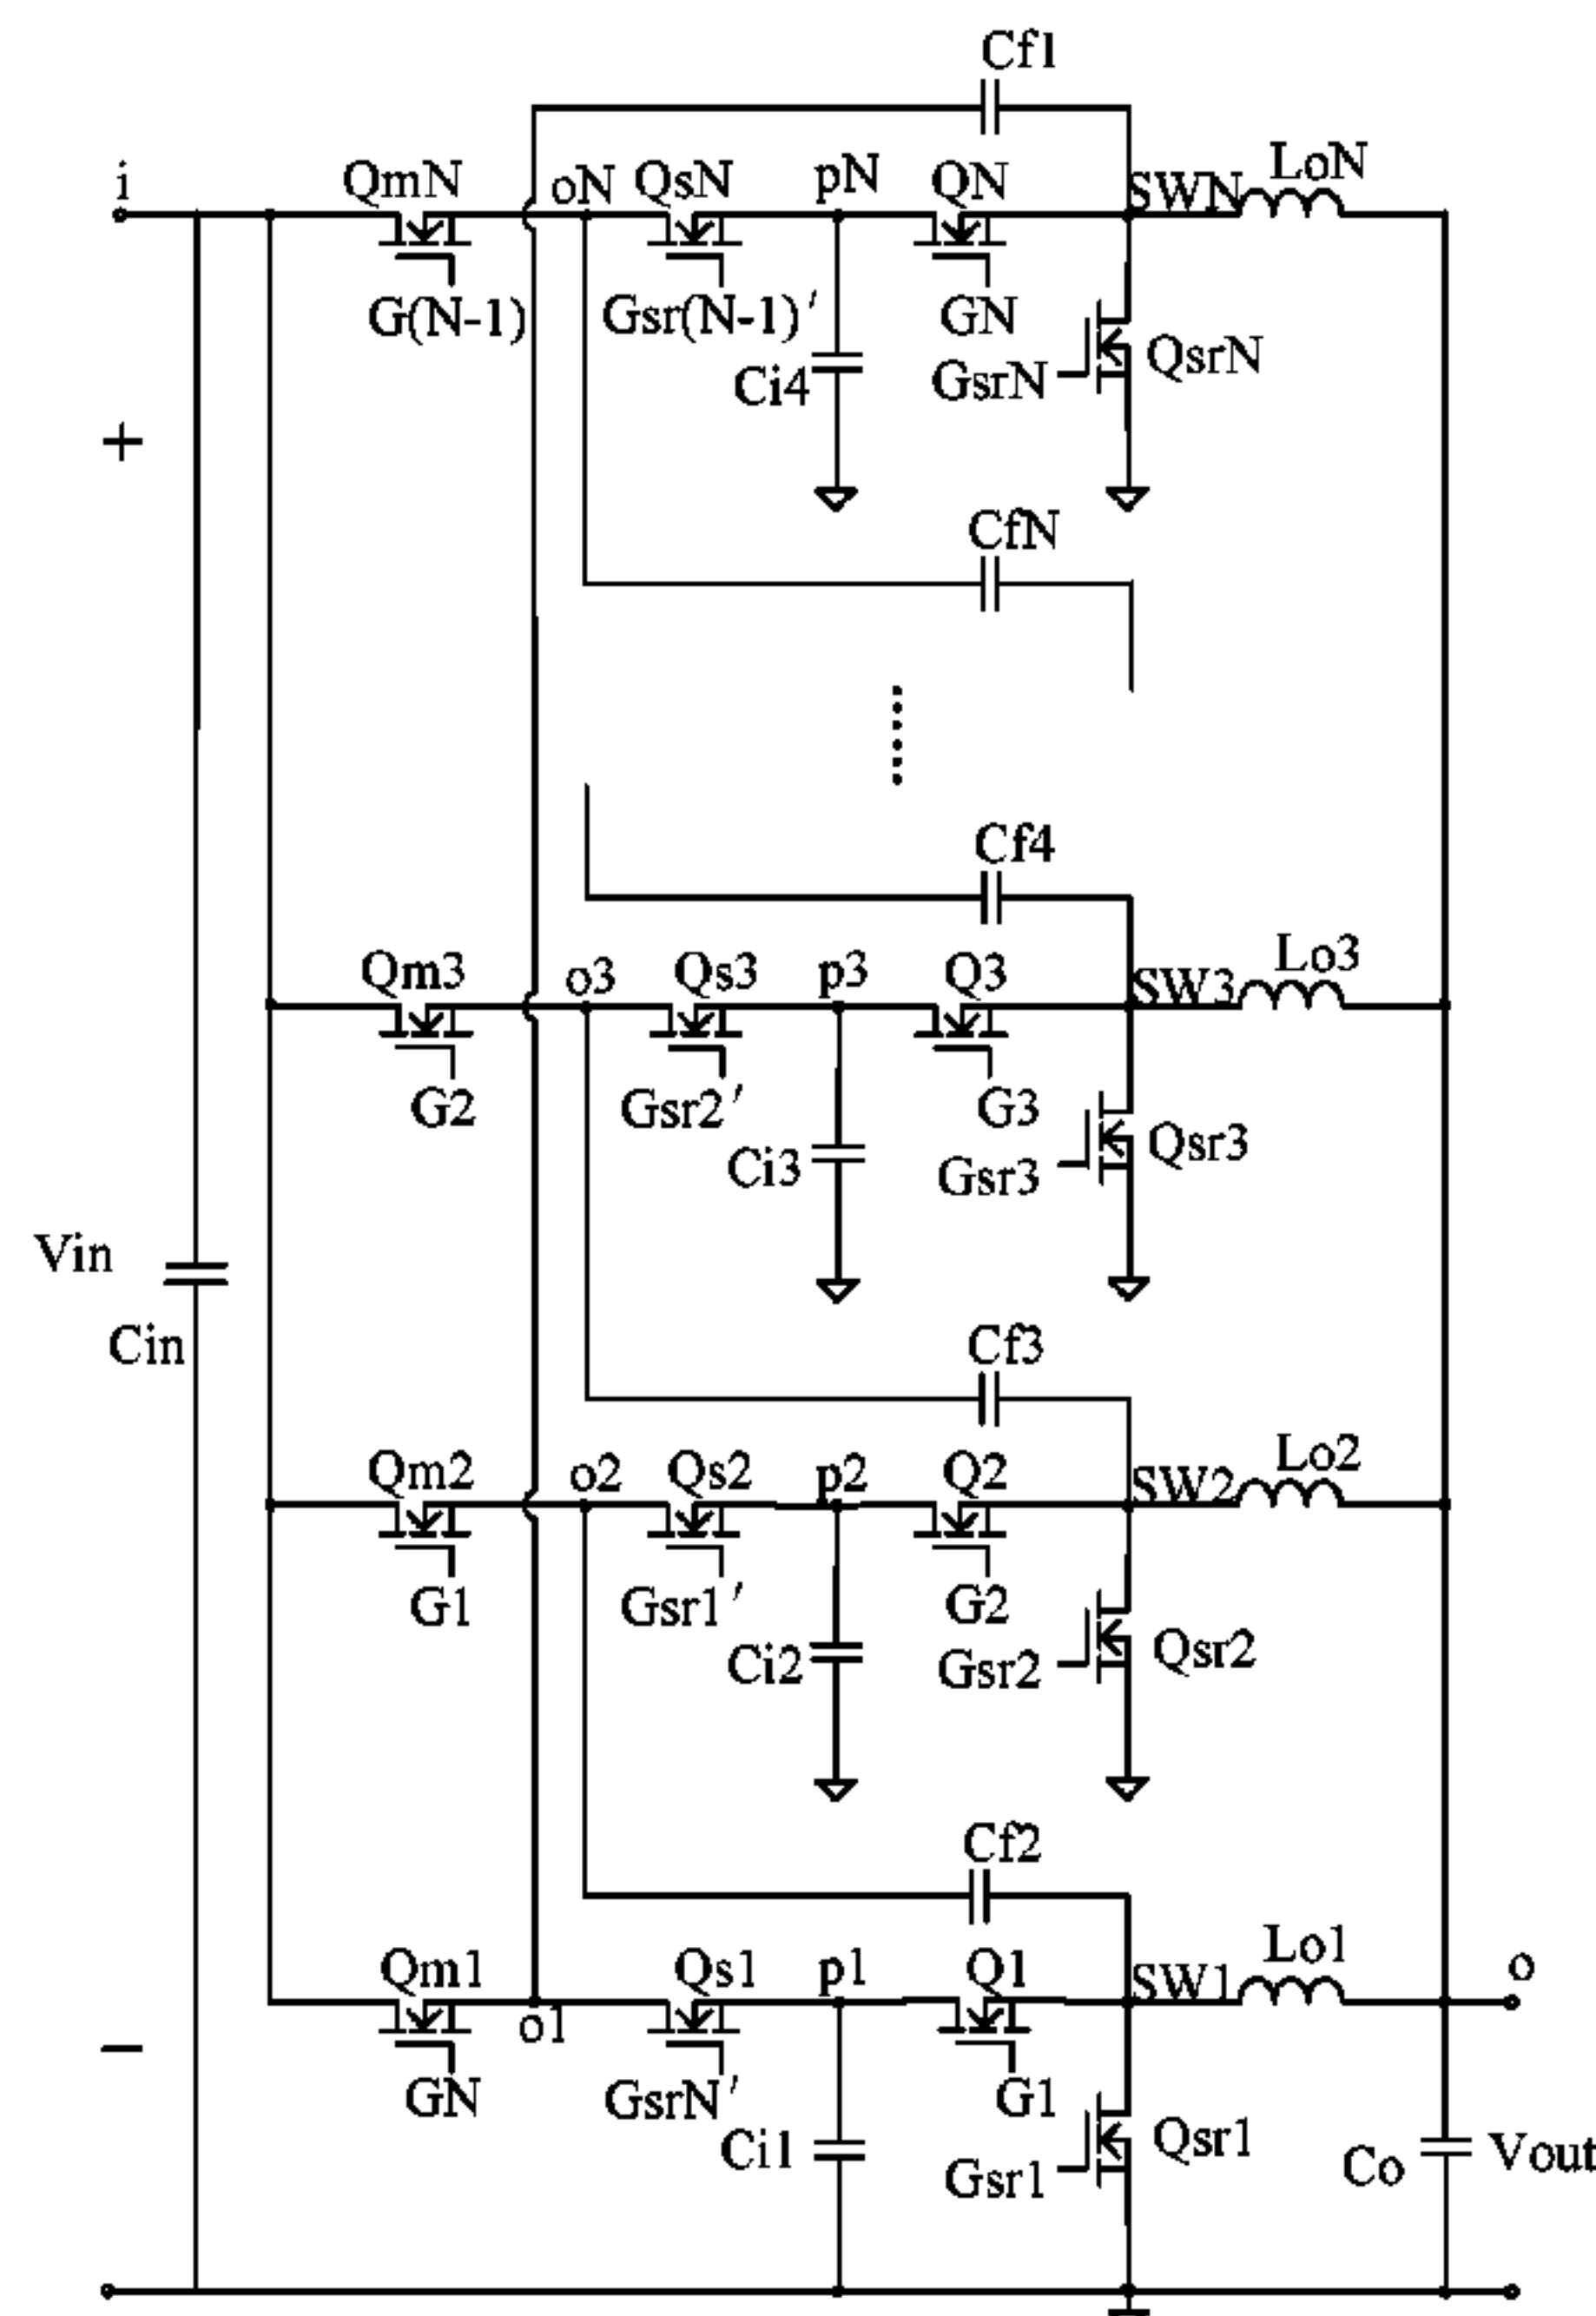 Cf1
i
QmN
oN
QsN
pN
QN
SWN
LoN
G(N-1)
Gsr(N-1)′
GN
Ci4
GsrN
QsrN
+
CfN
Cf4
Qm3
o3
Qs3
p3
Q3
SW3
Lo3
G2
Gsr2′
G3
Ci3
Gsr3
Qsr3
Vin
Cin
Cf3
Qm2
o2
Qs2
p2
Q2
SW2
Lo2
G1
Gsr1′
G2
Ci2
Gsr2
Qsr2
Cf2
Qm1
o1
Qs1
p1
Q1
SW1
Lo1
o
−
GN
GsrN′
G1
Ci1
Gsr1
Qsr1
Co
Vout